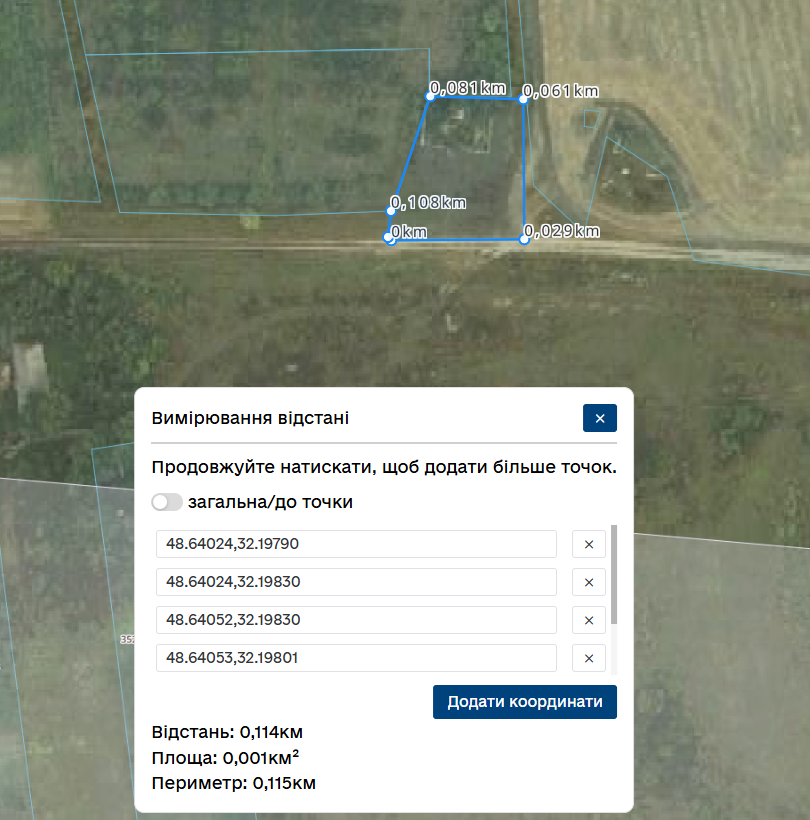 0,081km
0,061km
0,108km
0km
0,029km
Вимірювання відстані
Продовжуйте натискати, щоб додати більше точок.
загальна/до точки
48.64024,32.19790
48.64024,32.19830
48.64052,32.19830
48.64053,32.19801
Додати координати
Відстань: 0,114км
Площа: 0,001км²
Периметр: 0,115км